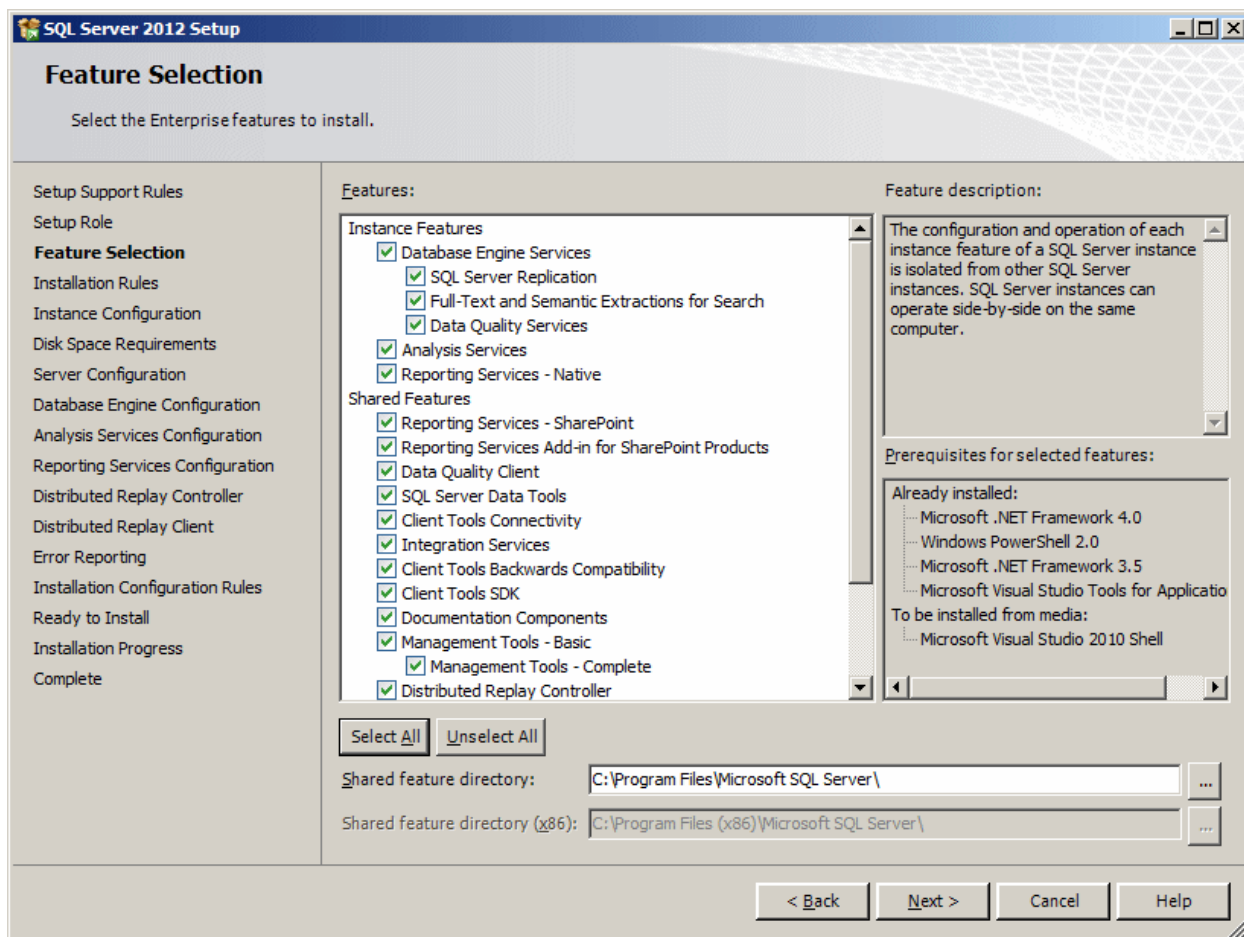 SQL Server 2012 Setup
Feature Selection
Select the Enterprise features to install.
Setup Support Rules
Setup Role
Feature Selection
Installation Rules
Instance Configuration
Disk Space Requirements
Server Configuration
Database Engine Configuration
Analysis Services Configuration
Reporting Services Configuration
Distributed Replay Controller
Distributed Replay Client
Error Reporting
Installation Configuration Rules
Ready to Install
Installation Progress
Complete
Features:
Instance Features
Database Engine Services
SQL Server Replication
Full-Text and Semantic Extractions for Search
Data Quality Services
Analysis Services
Reporting Services - Native
Shared Features
Reporting Services - SharePoint
Reporting Services Add-in for SharePoint Products
Data Quality Client
SQL Server Data Tools
Client Tools Connectivity
Integration Services
Client Tools Backwards Compatibility
Client Tools SDK
Documentation Components
Management Tools - Basic
Management Tools - Complete
Distributed Replay Controller
Feature description:
The configuration and operation of each
instance feature of a SQL Server instance
is isolated from other SQL Server
instances. SQL Server instances can
operate side-by-side on the same
computer.
Prerequisites for selected features:
Already installed:
Microsoft .NET Framework 4.0
Windows PowerShell 2.0
Microsoft .NET Framework 3.5
Microsoft Visual Studio Tools for Applicatio
To be installed from media:
Microsoft Visual Studio 2010 Shell
Select All
Unselect All
Shared feature directory:
C:\Program Files\Microsoft SQL Server\
...
Shared feature directory (x86):
C:\Program Files (x86)\Microsoft SQL Server\
...
< Back
Next >
Cancel
Help